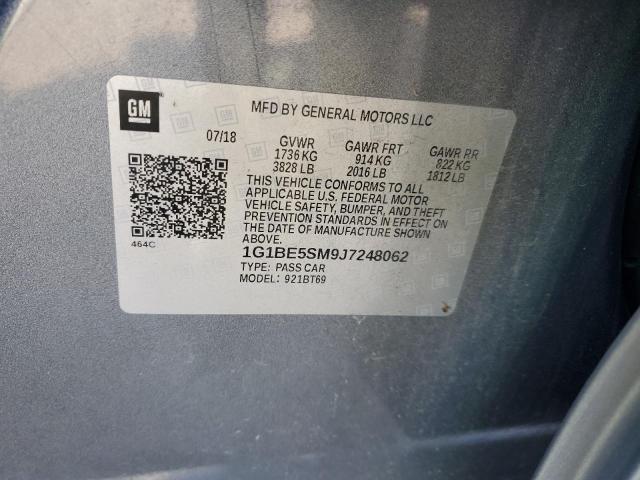 GM
MFD BY GENERAL MOTORS LLC
07/18 GVWR GAWR FRT GAWR RR
1736 KG 914 KG 822 KG
3828 LB 2016 LB 1812 LB
THIS VEHICLE CONFORMS TO ALL
APPLICABLE U.S. FEDERAL MOTOR
VEHICLE SAFETY, BUMPER, AND THEFT
PREVENTION STANDARDS IN EFFECT ON
THE DATE OF MANUFACTURE SHOWN
ABOVE.
464C
1G1BE5SM9J7248062
TYPE: PASS CAR
MODEL: 921BT69